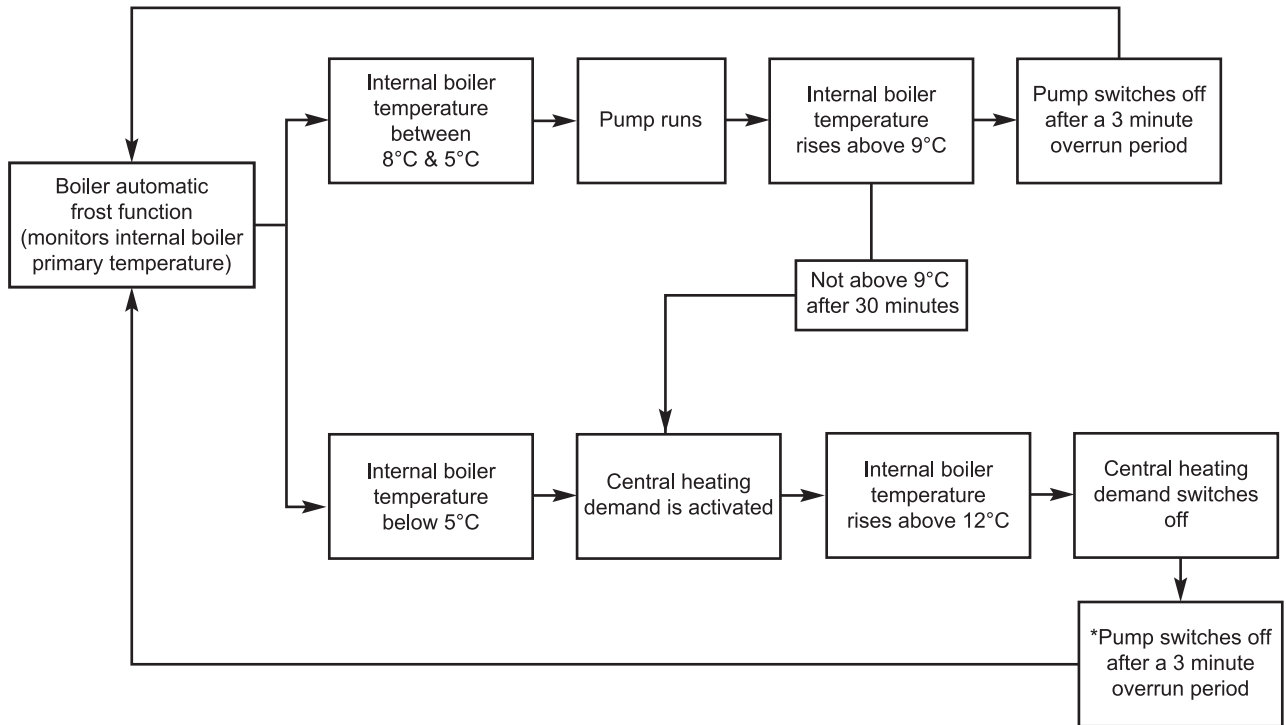 Internal boiler
temperature
between
8°C & 5°C
Pump runs
Internal boiler
temperature
rises above 9°C
Pump switches off
after a 3 minute
overrun period
Boiler automatic
frost function
(monitors internal boiler
primary temperature)
Not above 9°C
after 30 minutes
Internal boiler
temperature
below 5°C
Central heating
demand is activated
Internal boiler
temperature
rises above 12°C
Central heating
demand switches
off
*Pump switches off
after a 3 minute
overrun period